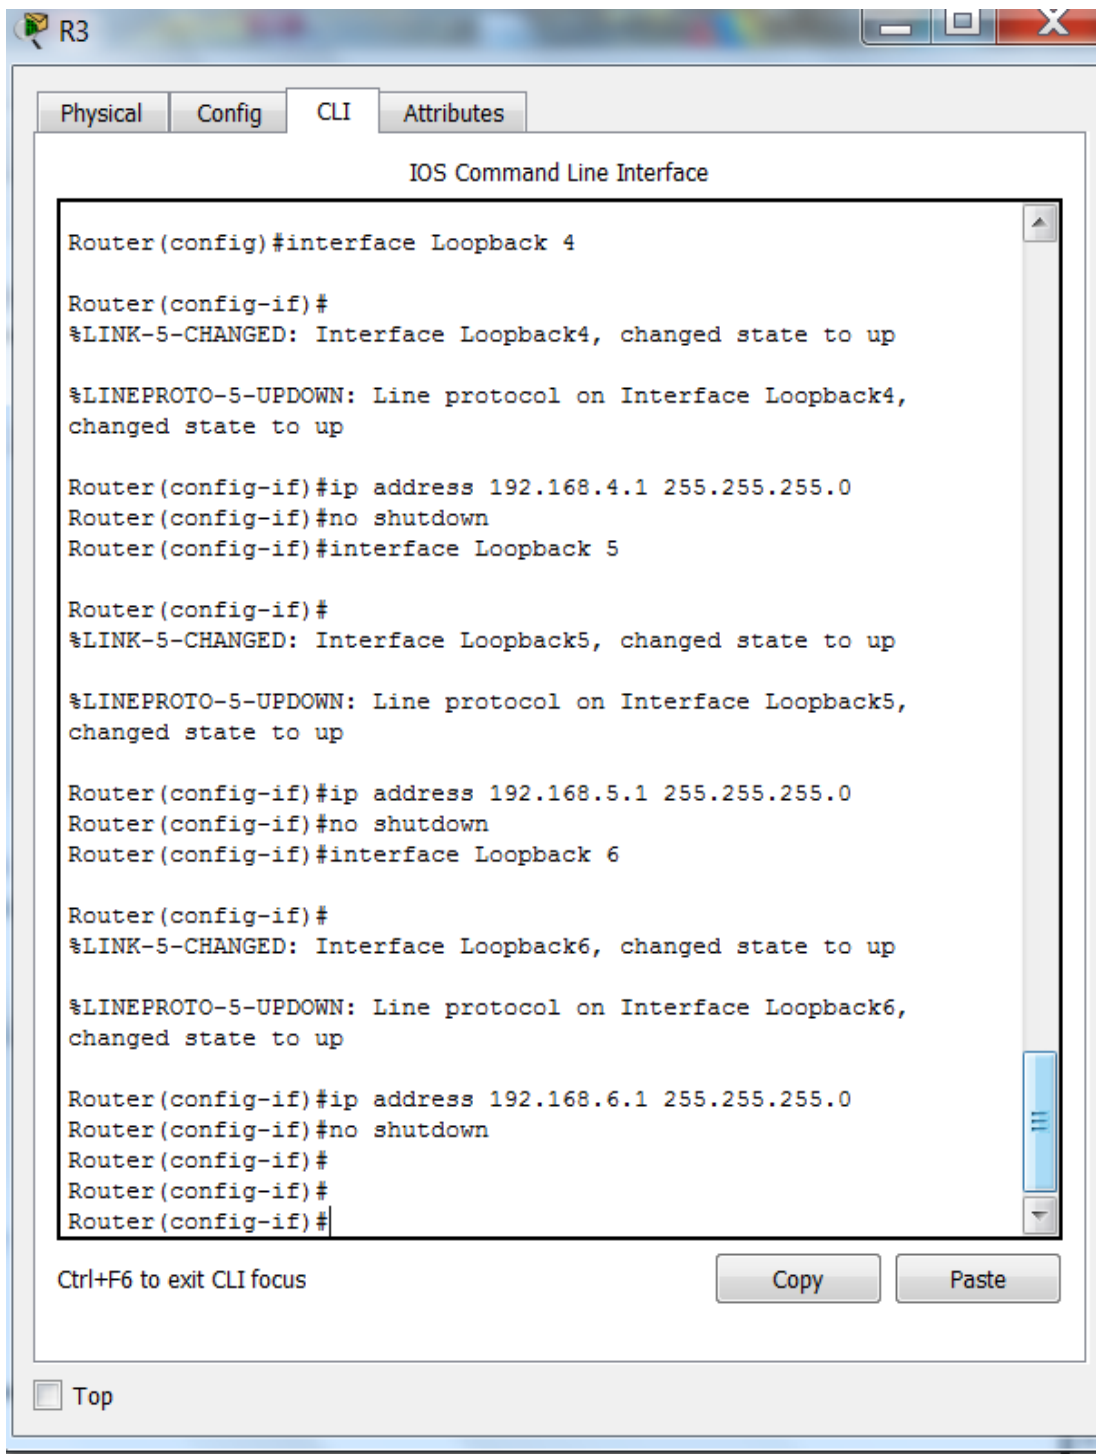 R3
Physical Config CLI Attributes
IOS Command Line Interface
Router(config)#interface Loopback 4
Router(config-if)#
%LINK-5-CHANGED: Interface Loopback4, changed state to up
%LINEPROTO-5-UPDOWN: Line protocol on Interface Loopback4,
changed state to up
Router(config-if)#ip address 192.168.4.1 255.255.255.0
Router(config-if)#no shutdown
Router(config-if)#interface Loopback 5
Router(config-if)#
%LINK-5-CHANGED: Interface Loopback5, changed state to up
%LINEPROTO-5-UPDOWN: Line protocol on Interface Loopback5,
changed state to up
Router(config-if)#ip address 192.168.5.1 255.255.255.0
Router(config-if)#no shutdown
Router(config-if)#interface Loopback 6
Router(config-if)#
%LINK-5-CHANGED: Interface Loopback6, changed state to up
%LINEPROTO-5-UPDOWN: Line protocol on Interface Loopback6,
changed state to up
Router(config-if)#ip address 192.168.6.1 255.255.255.0
Router(config-if)#no shutdown
Router(config-if)#
Router(config-if)#
Router(config-if)#
Ctrl+F6 to exit CLI focus
Copy Paste
Top